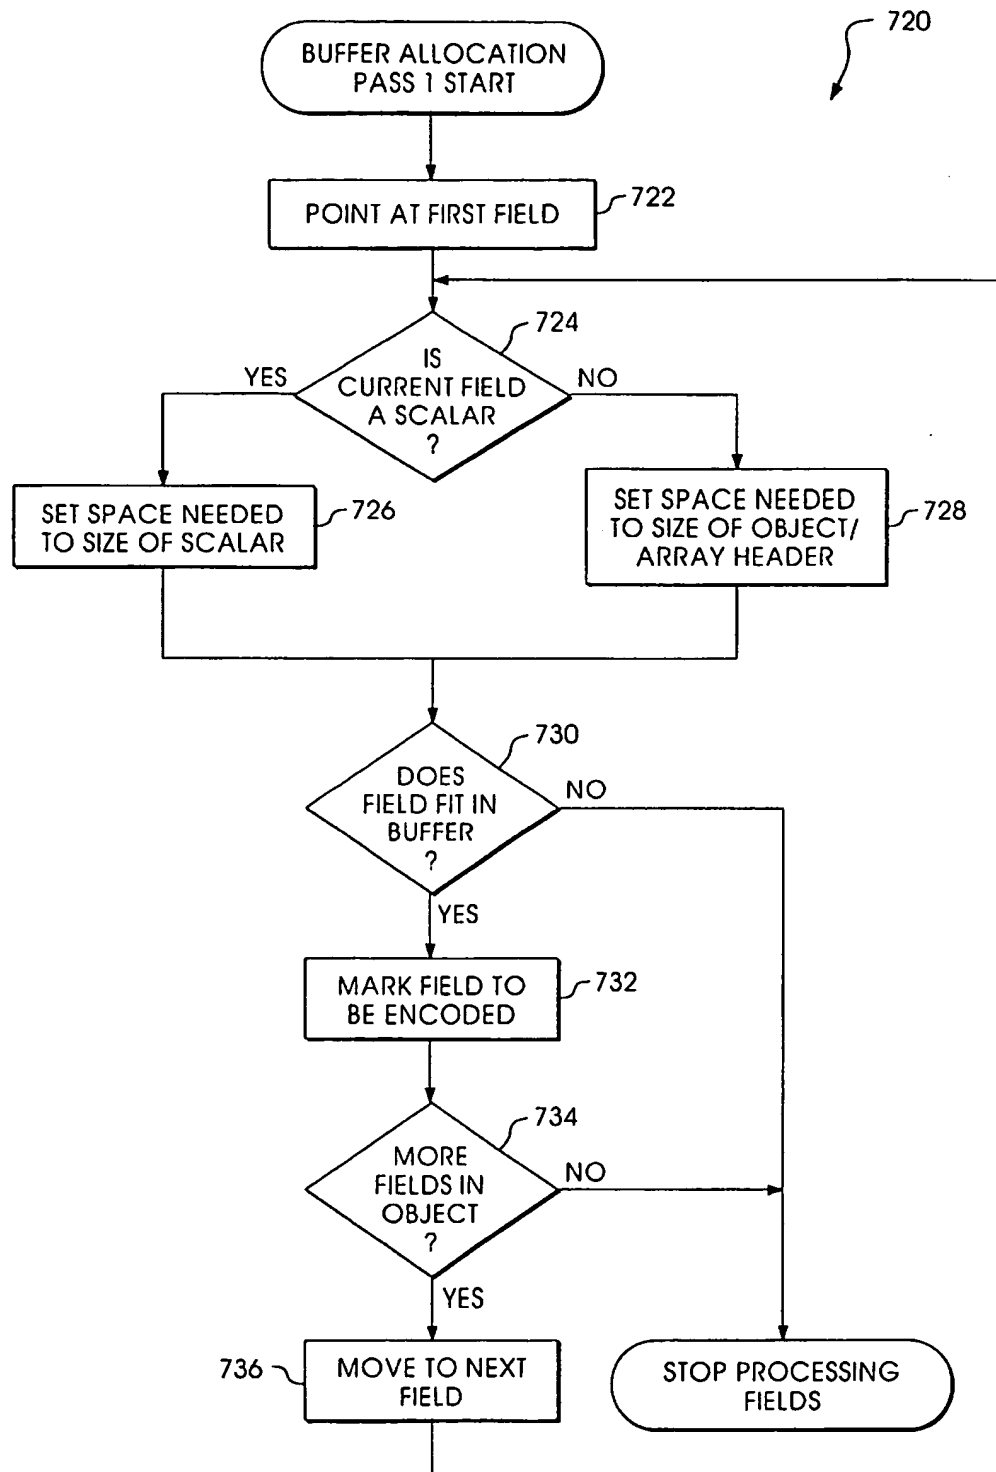 720
BUFFER ALLOCATION
PASS 1 START
POINT AT FIRST FIELD
722
724
IS
CURRENT FIELD
A SCALAR
?
YES
NO
SET SPACE NEEDED
TO SIZE OF SCALAR
726
SET SPACE NEEDED
TO SIZE OF OBJECT/
ARRAY HEADER
728
730
DOES
FIELD FIT IN
BUFFER
?
NO
YES
MARK FIELD TO
BE ENCODED
732
734
MORE
FIELDS IN
OBJECT
?
NO
YES
736
MOVE TO NEXT
FIELD
STOP PROCESSING
FIELDS